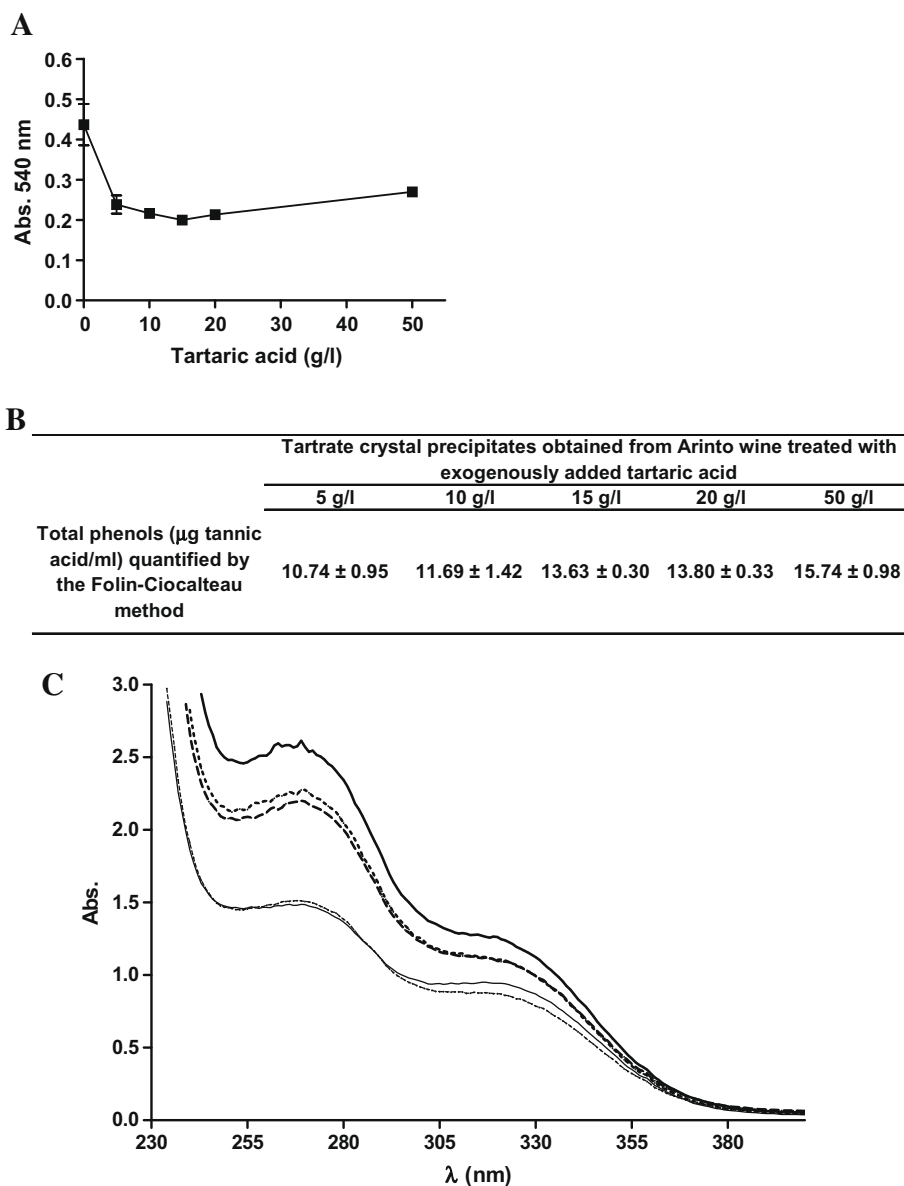 A
0.6
0.5
0.4
0.3
0.2
0.1
0.0
Abs. 540 nm
0 10 20 30 40 50
Tartaric acid (g/l)
B
Tartrate crystal precipitates obtained from Arinto wine treated with
exogenously added tartaric acid
5 g/l 10 g/l 15 g/l 20 g/l 50 g/l
Total phenols (µg tannic
acid/ml) quantified by
the Folin-Ciocalteau
method
10.74 ± 0.95 11.69 ± 1.42 13.63 ± 0.30 13.80 ± 0.33 15.74 ± 0.98
C
3.0
2.5
2.0
1.5
1.0
0.5
0.0
Abs.
230 255 280 305 330 355 380
λ (nm)